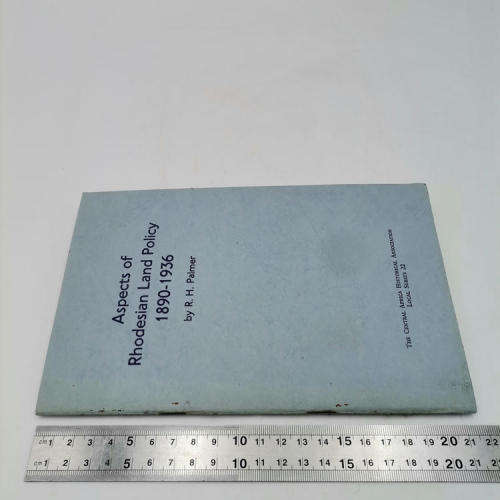 Aspects of
Rhodesian Land Policy
1890-1936
by R. H. Palmer
THE CENTRAL AFRICA HISTORICAL ASSOCIATION
LOCAL SERIES 22
cm 1 2 3 4 5 6 7 8 9 10 11 12 13 14 15 16 17 18 19 20 21 22
cm 1 2 3 4 5 6 7 8 9 10 11 12 13 14 15 16 17 18 19 20 21 22